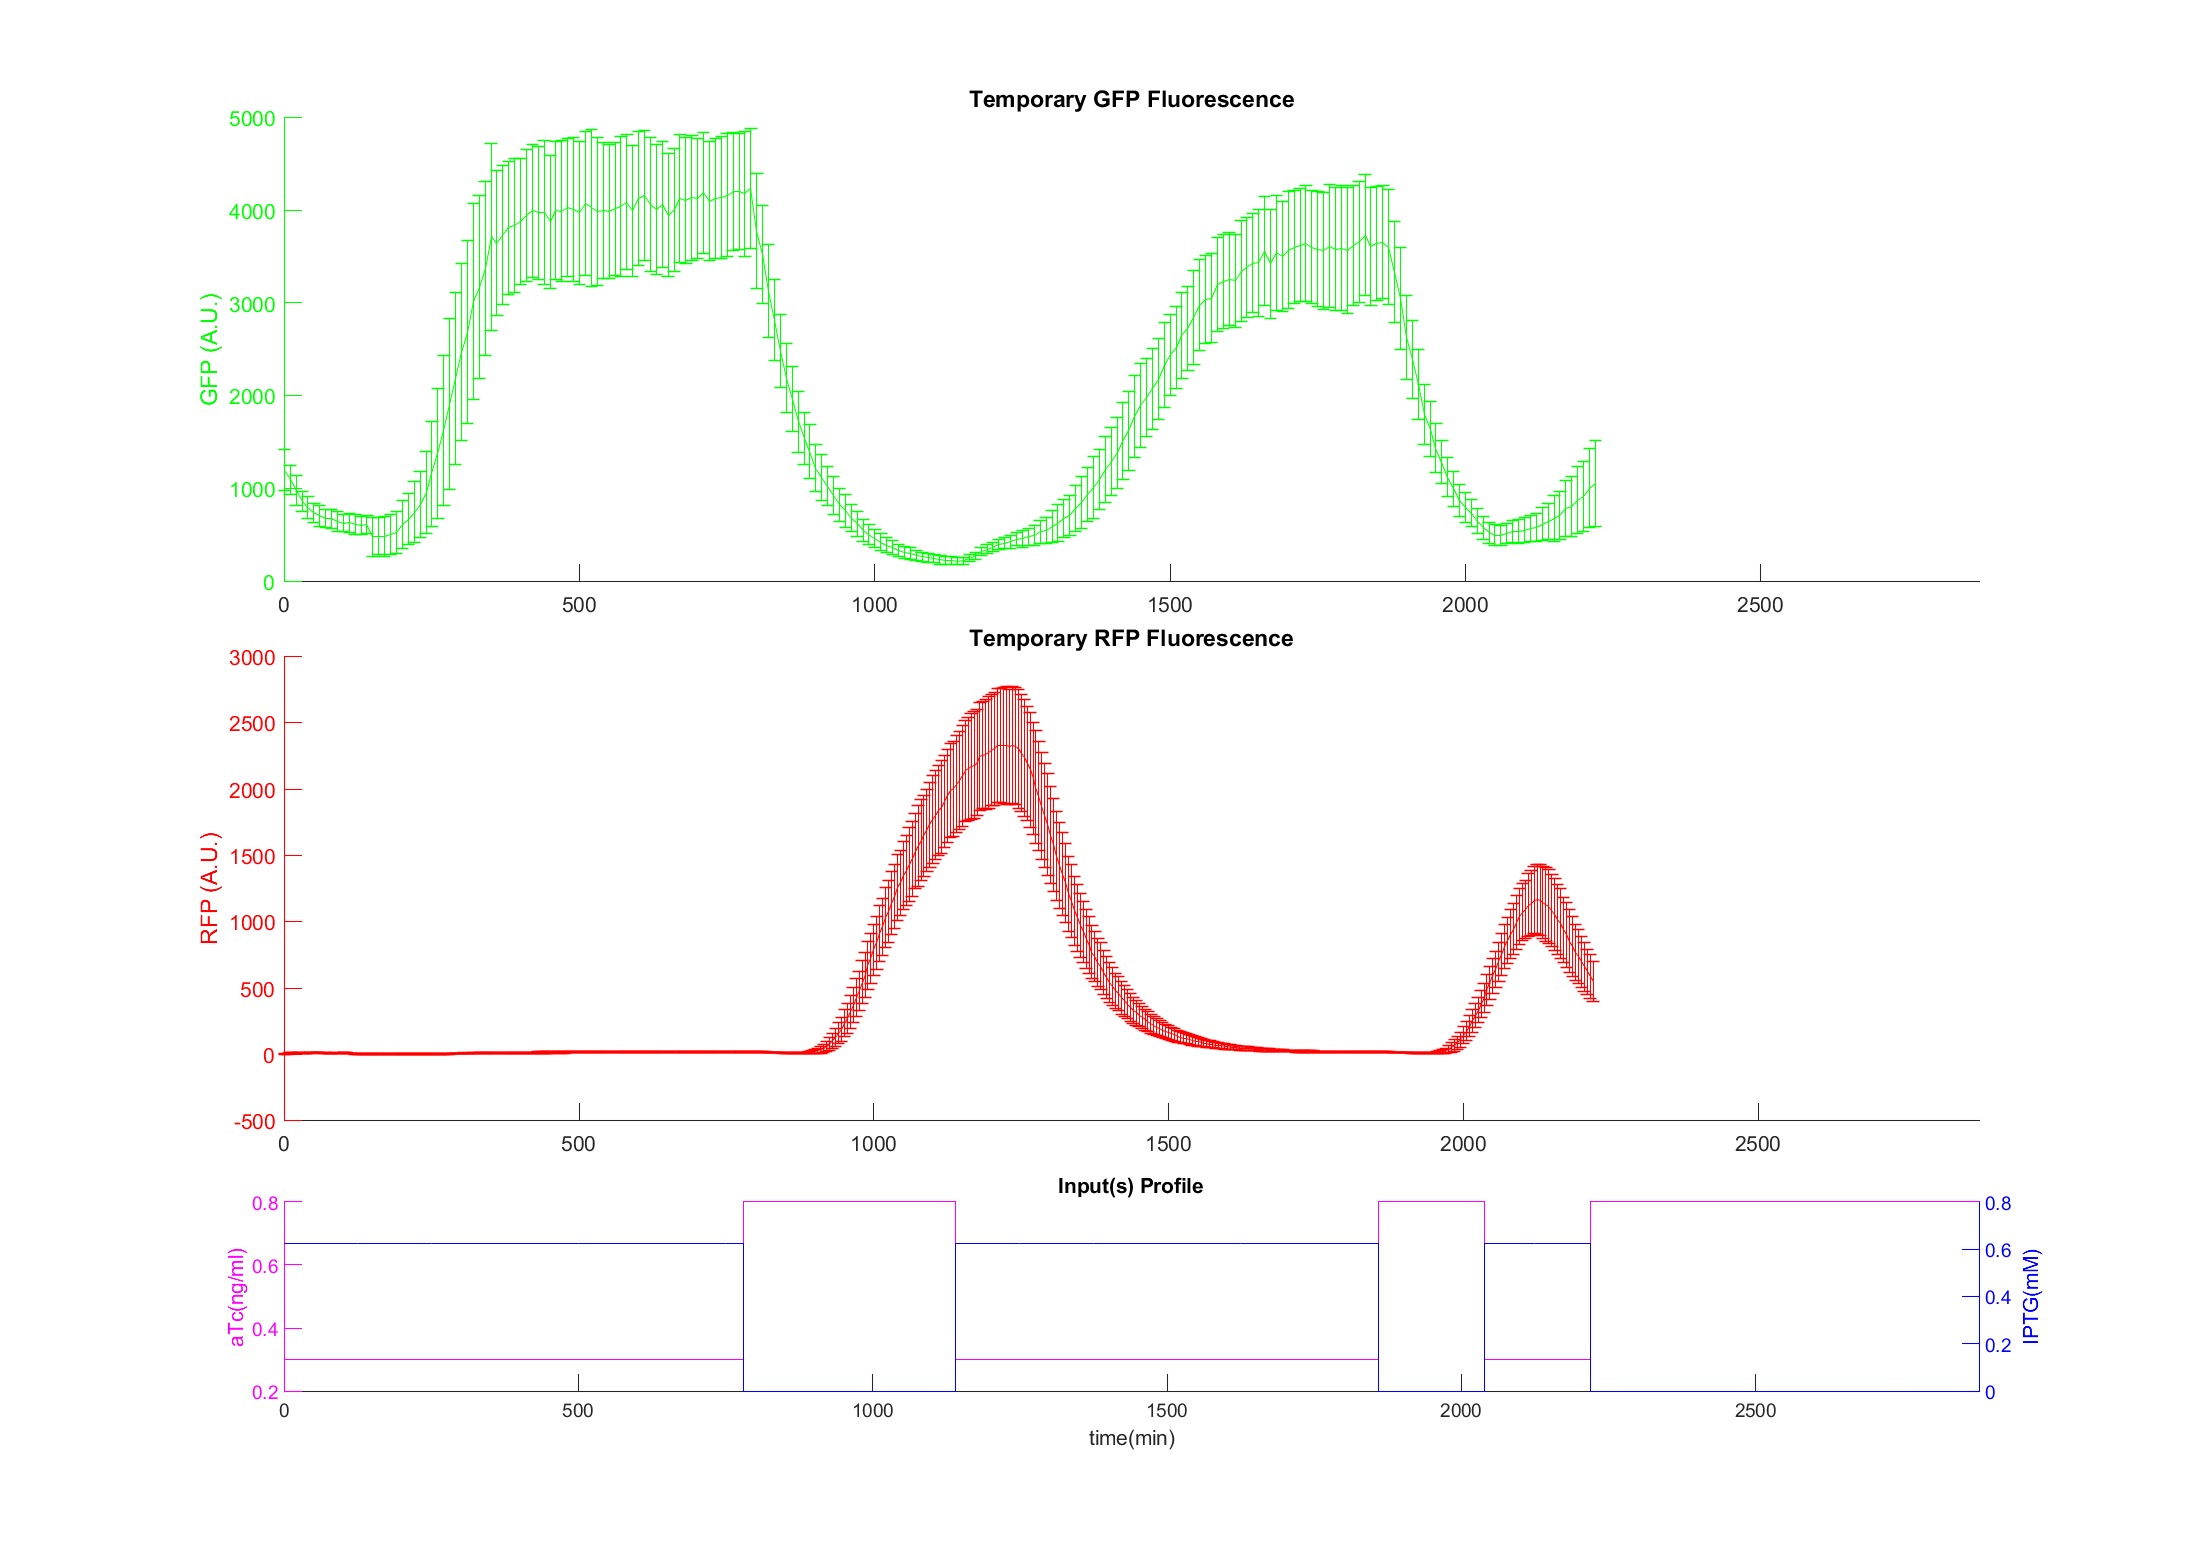 Temporary GFP Fluorescence
5000
4000
3000
2000
1000
0
GFP (A.U.)
0 500 1000 1500 2000 2500
Temporary RFP Fluorescence
3000
2500
2000
1500
1000
500
0
-500
RFP (A.U.)
0 500 1000 1500 2000 2500
Input(s) Profile
0.8
0.6
0.4
0.2
aTc(ng/ml)
0.8
0.6
0.4
0.2
0
IPTG(mM)
0 500 1000 1500 2000 2500
time(min)